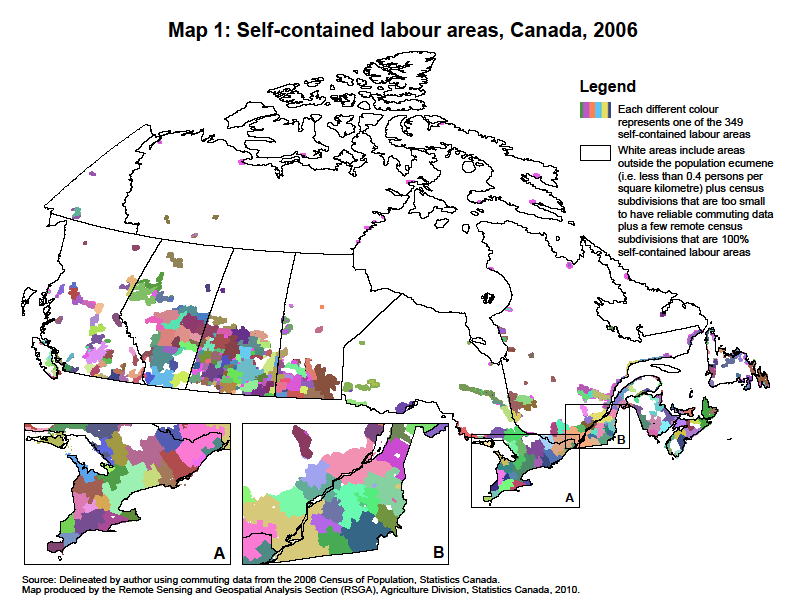 Map 1: Self-contained labour areas, Canada, 2006
Legend
Each different colour
represents one of the 349
self-contained labour areas
White areas include areas
outside the population ecumene
(i.e. less than 0.4 persons per
square kilometre) plus census
subdivisions that are too small
to have reliable commuting data
plus a few remote census
subdivisions that are 100%
self-contained labour areas
B
A
A
B
Source: Delineated by author using commuting data from the 2006 Census of Population, Statistics Canada.
Map produced by the Remote Sensing and Geospatial Analysis Section (RSGA), Agriculture Division, Statistics Canada, 2010.